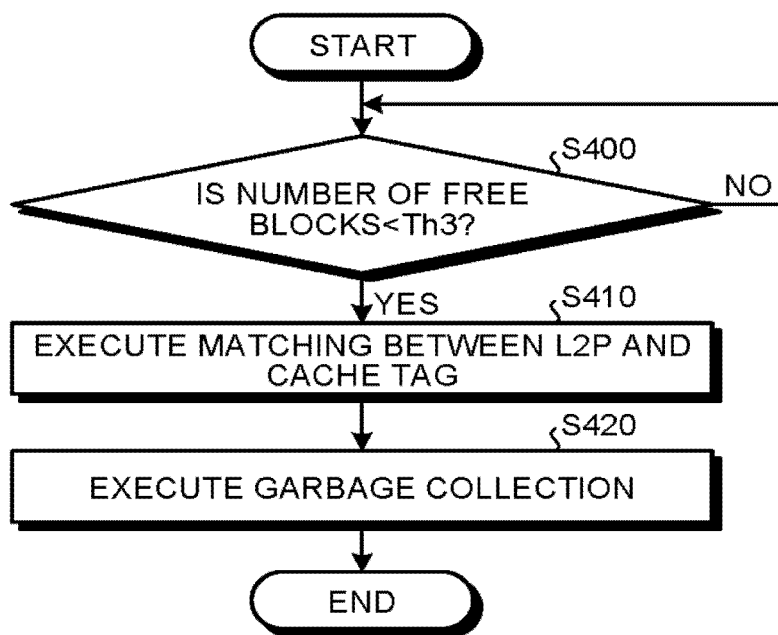 START
S400
IS NUMBER OF FREE
BLOCKS<Th3?
NO
YES
S410
EXECUTE MATCHING BETWEEN L2P AND
CACHE TAG
S420
EXECUTE GARBAGE COLLECTION
END